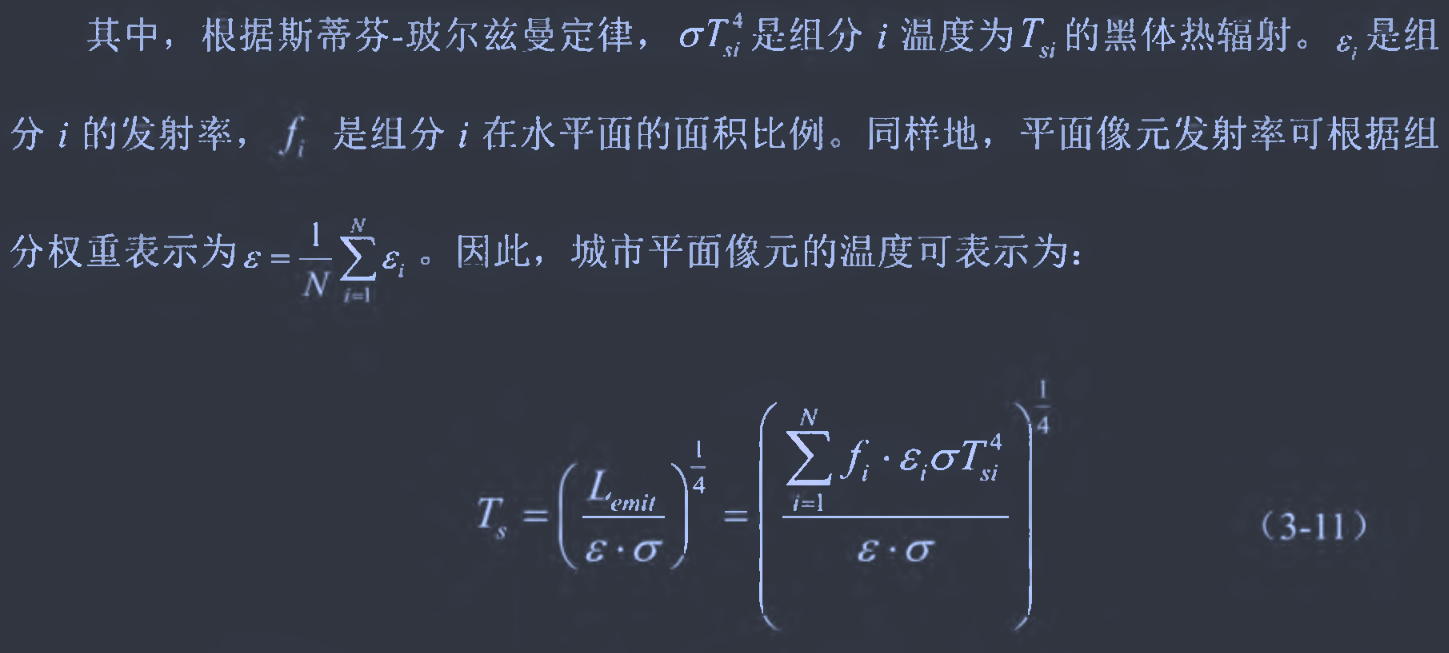 其中，根据斯蒂芬-玻尔兹曼定律，$\sigma T_{si}^{4}$是组分 $i$ 温度为$T_{si}$的黑体热辐射。$\varepsilon_i$是组
分 $i$ 的发射率，$f_i$ 是组分 $i$ 在水平面的面积比例。同样地，平面像元发射率可根据组
分权重表示为$\varepsilon=\frac{1}{N}\sum_{i=1}^{N}\varepsilon_i$。因此，城市平面像元的温度可表示为：
$T_s=\left(\frac{L_{emit}}{\varepsilon\cdot\sigma}\right)^{\frac{1}{4}}=\left(\frac{\sum_{i=1}^{N}f_i\cdot\varepsilon_i\sigma T_{si}^{4}}{\varepsilon\cdot\sigma}\right)^{\frac{1}{4}}$ （3-11）